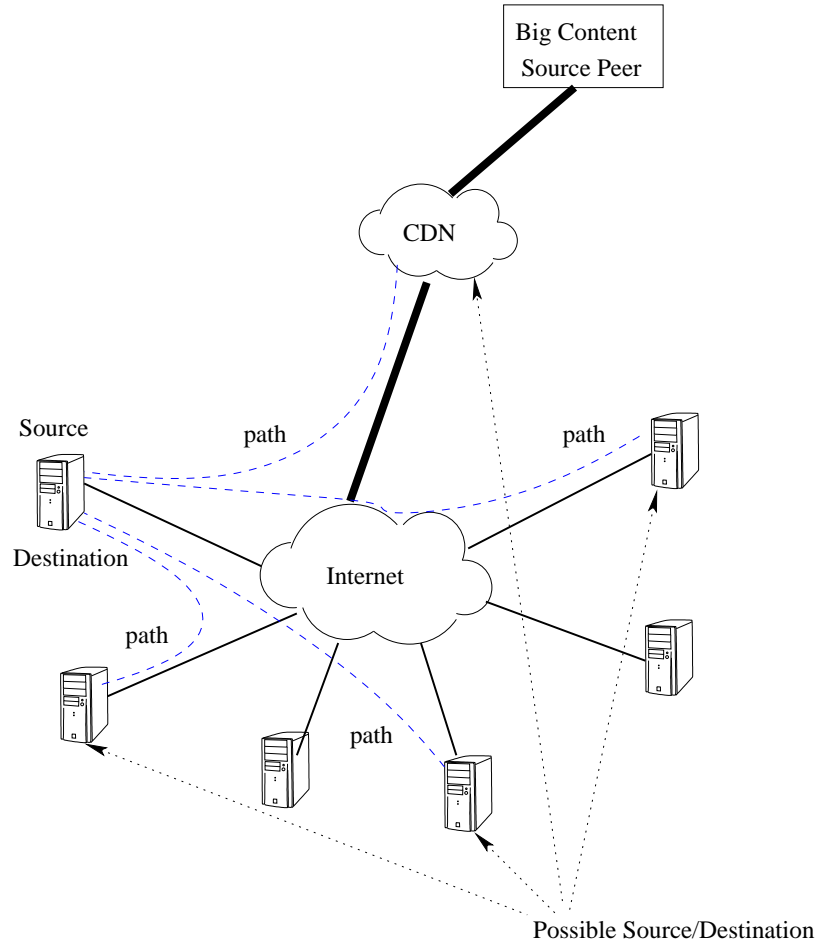 Big Content
Source Peer
CDN
Source
path
path
Destination
Internet
path
path
Possible Source/Destination